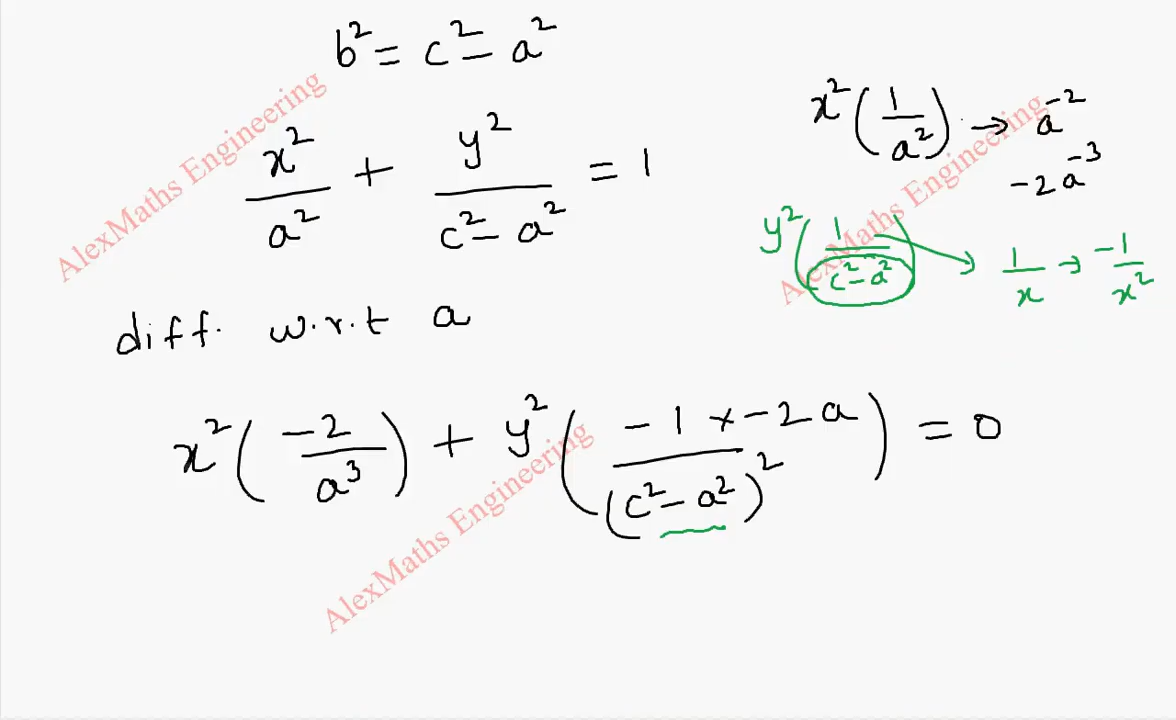 b² = c² - a²
x²/a² + y²/(c² - a²) = 1
x² (1/a²) → a⁻²
-2a⁻³
y² (1/(c² - a²)) → 1/x → -1/x²
diff. w.r.t a
x² (-2/a³) + y² (-1 × -2a/(c² - a²)²) = 0
AlexMaths Engineering
AlexMaths Engineering
AlexMaths Engineering